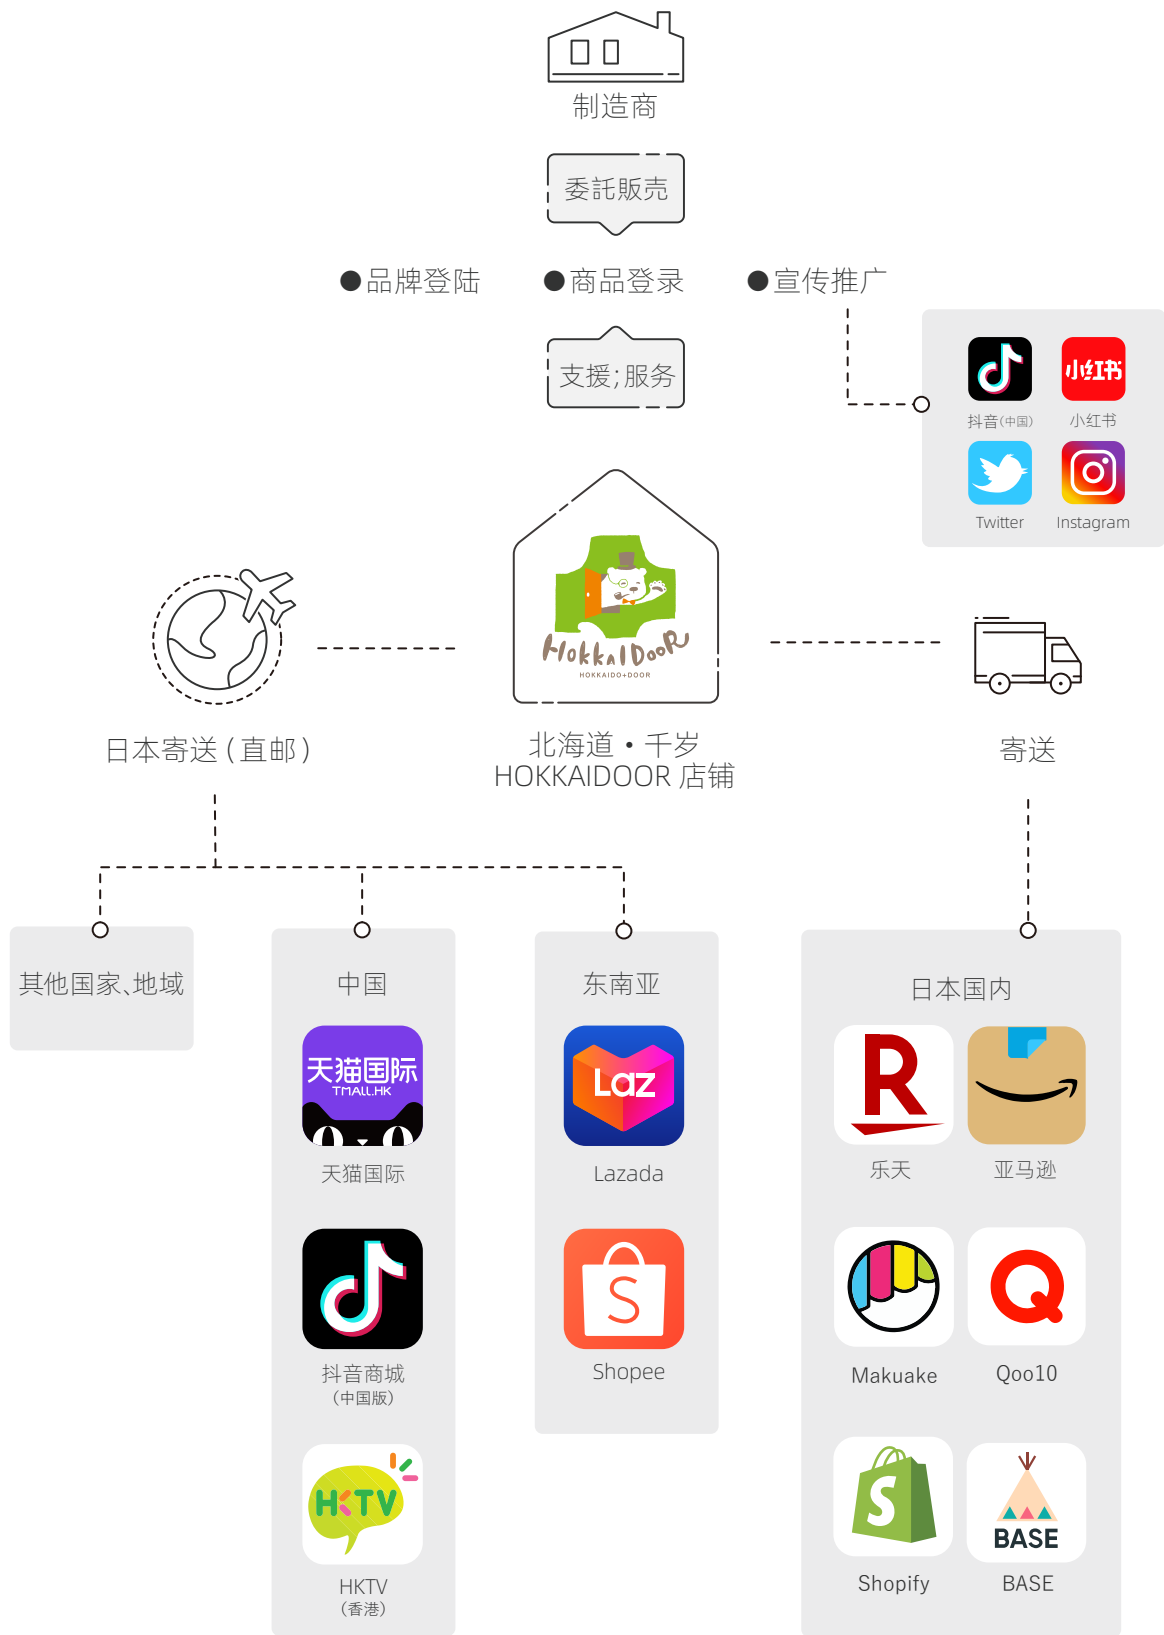 制造商
委託販売
●品牌登陆
●商品登录
●宣传推广
支援;服务
小红书
抖音(中国)
小红书
Twitter
Instagram
HokkaIDooR
HOKKAIDO+DOOR
日本寄送(直邮)
北海道・千岁
HOKKAIDOOR 店铺
寄送
其他国家、地域
中国
天猫国际
TMALL.HK
天猫国际
抖音商城
(中国版)
HKTV
HKTV
(香港)
东南亚
Laz
Lazada
S
Shopee
日本国内
R
乐天
亚马逊
Makuake
Q
Qoo10
S
Shopify
BASE
BASE